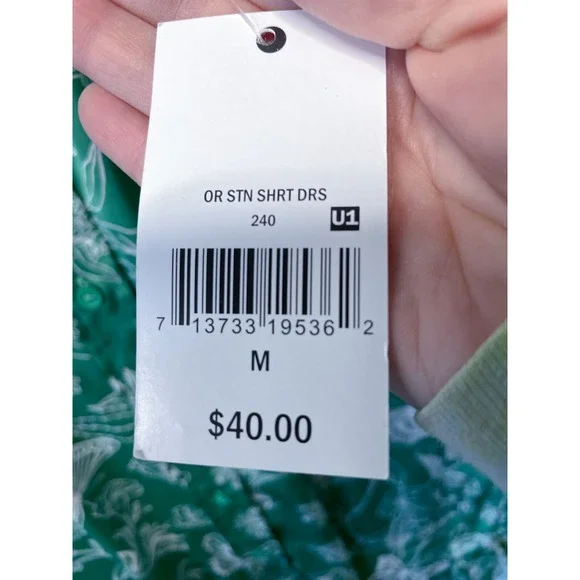 OR STN SHRT DRS
240 U1
7 13733 19536 2
M
$40.00